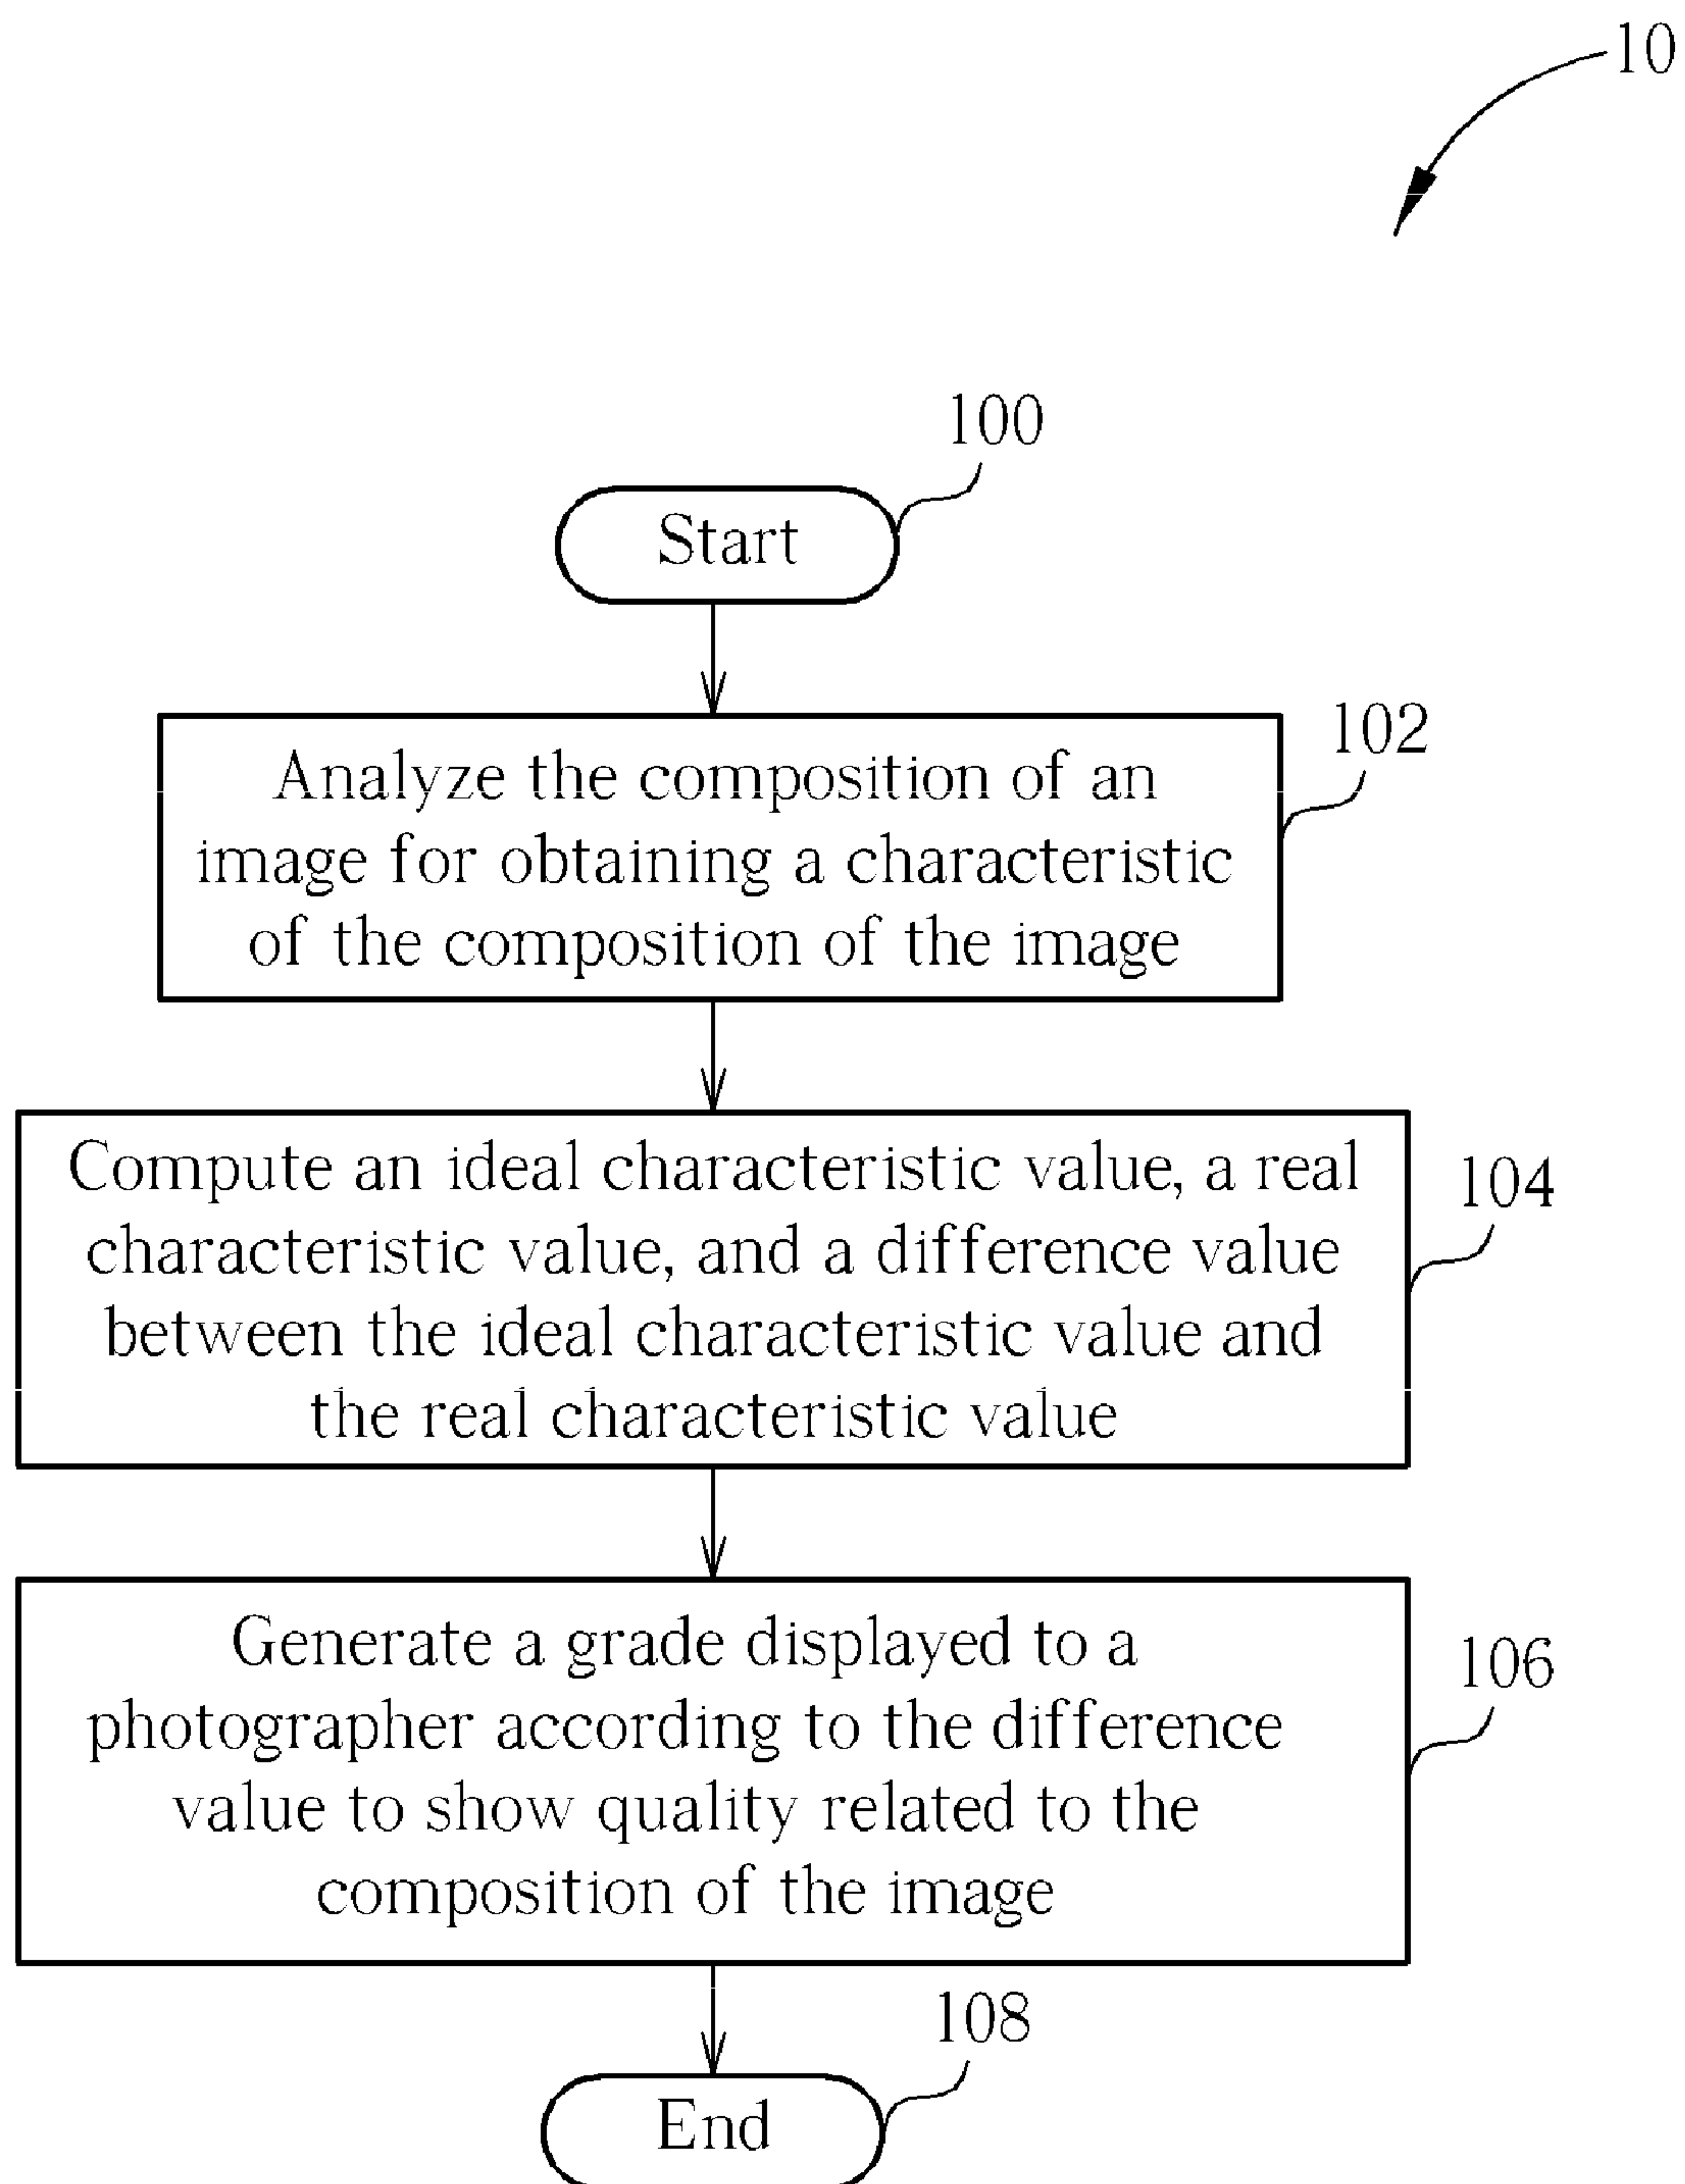 10
100
Start
102
Analyze the composition of an
image for obtaining a characteristic
of the composition of the image
104
Compute an ideal characteristic value, a real
characteristic value, and a difference value
between the ideal characteristic value and
the real characteristic value
106
Generate a grade displayed to a
photographer according to the difference
value to show quality related to the
composition of the image
108
End